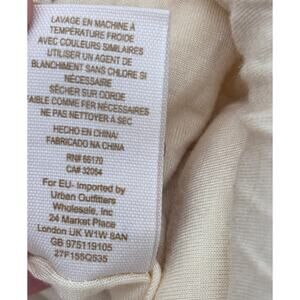 LAVAGE EN MACHINE À
TEMPÉRATURE FROIDE
AVEC COULEURS SIMILAIRES
UTILISER UN AGENT DE
BLANCHIMENT SANS CHLORE SI
NÉCESSAIRE
SÉCHER SUR CORDE
FAIBLE COMME FER NÉCESSAIRES
NE PAS NETTOYER À SEC
HECHO EN CHINA/
FABRICADO NA CHINA
RN# 66170
CA# 32054
For EU- Imported by
Urban Outfitters
Wholesale, Inc
24 Market Place
London UK W1W 8AN
GB 975119105
27F155Q535